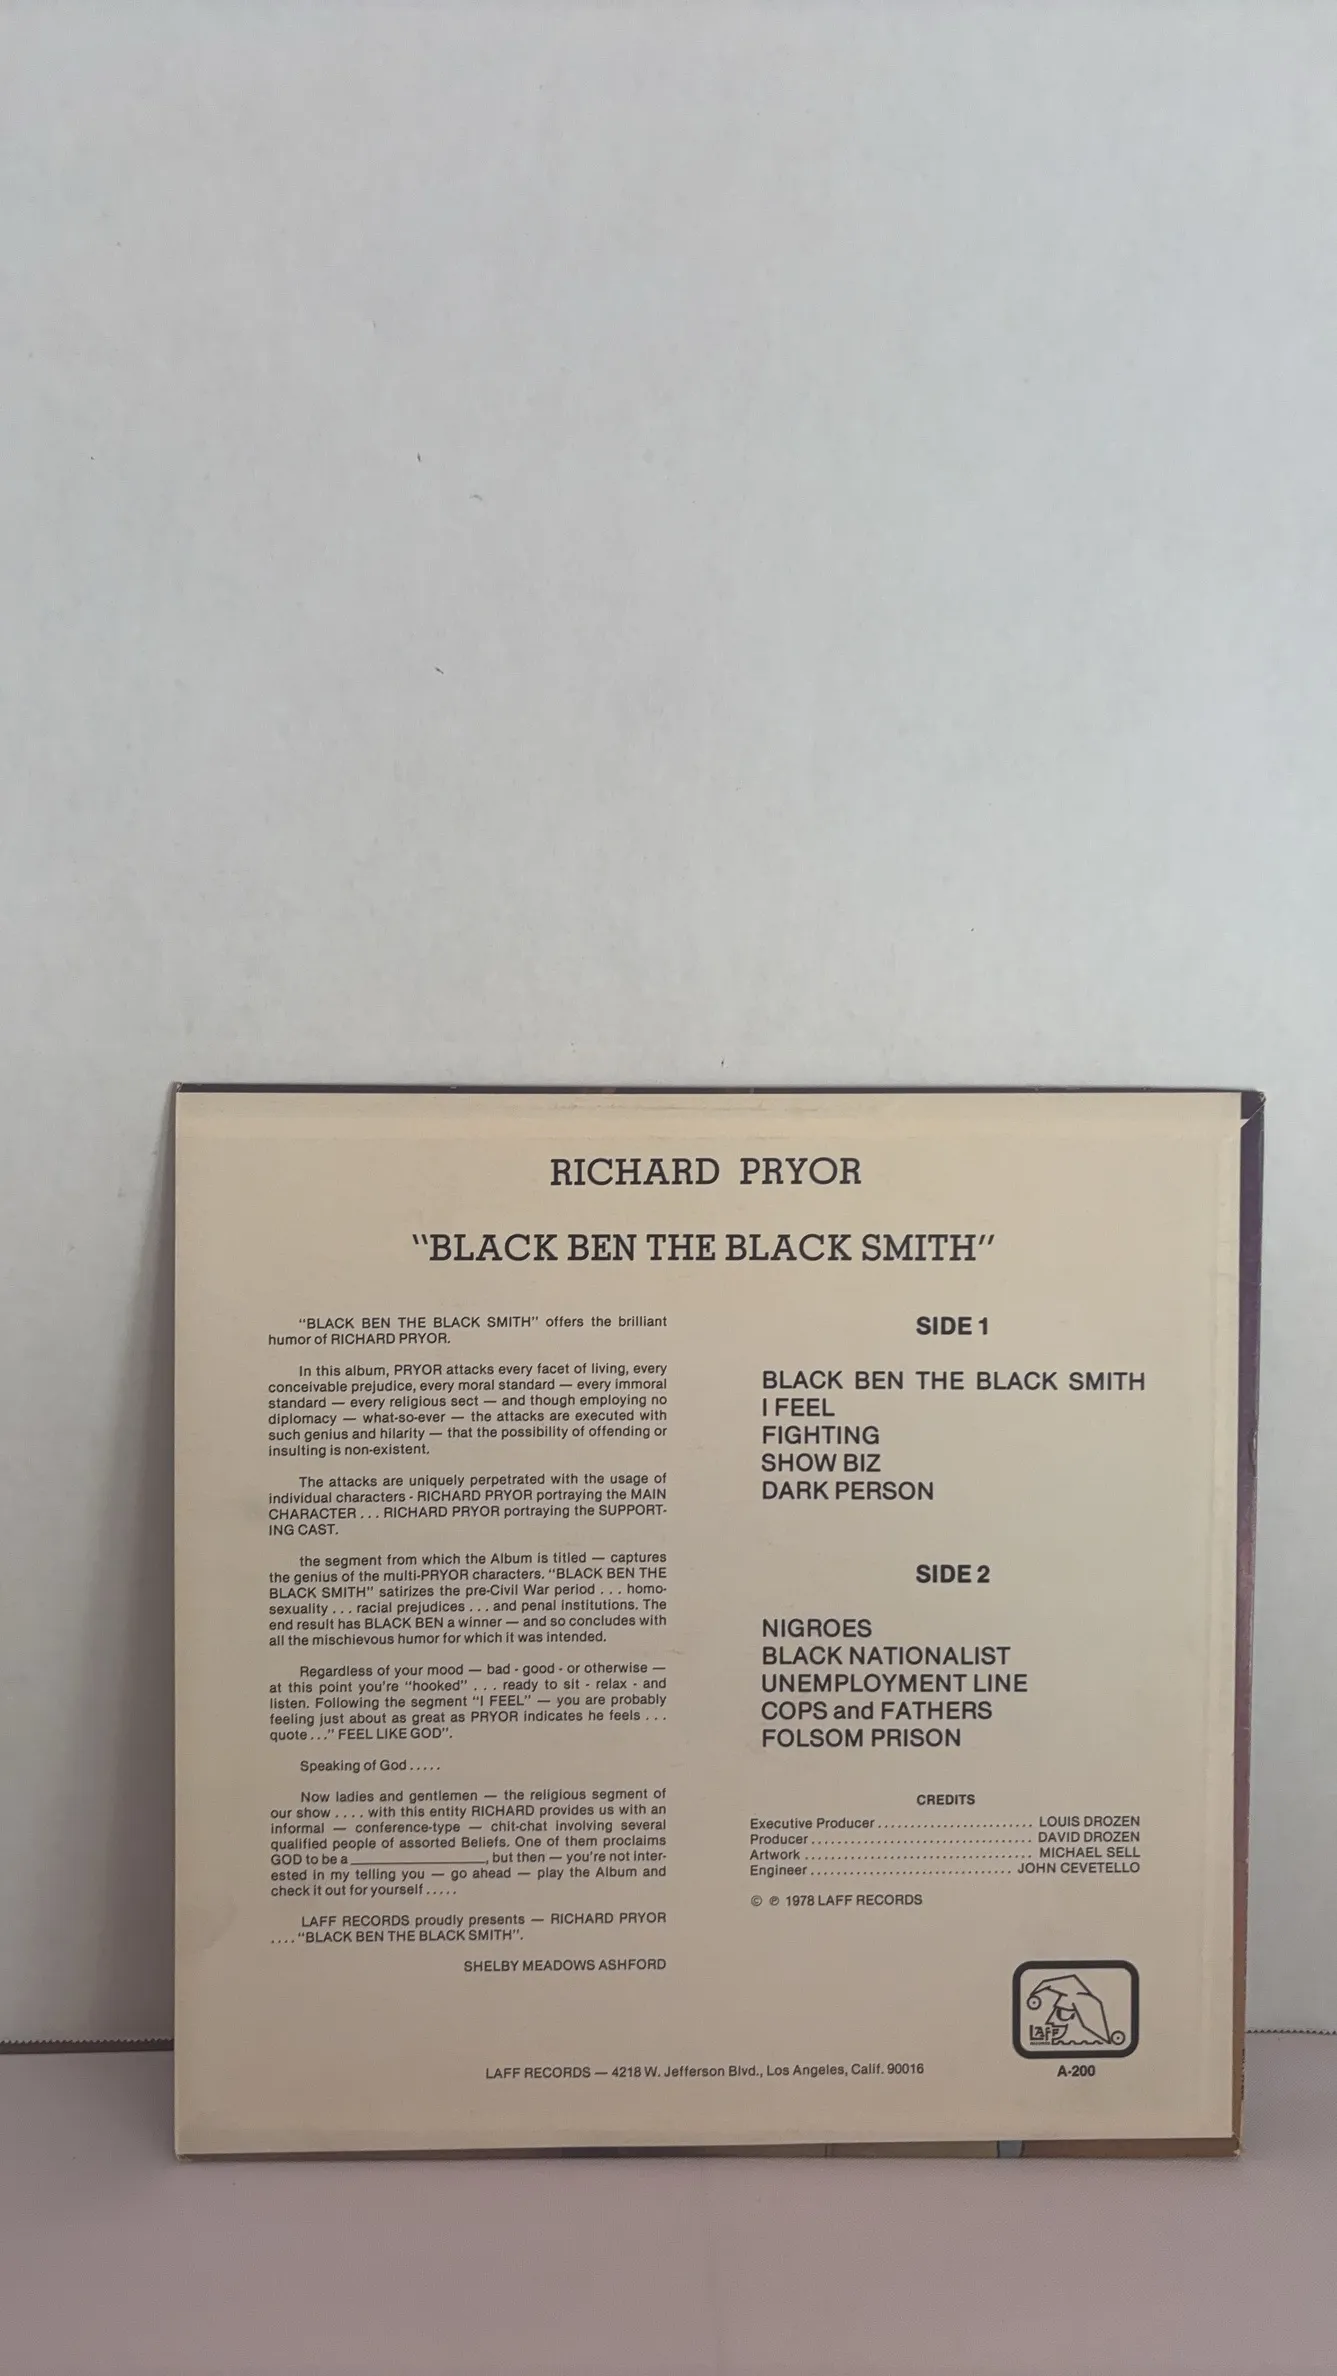 RICHARD PRYOR
"BLACK BEN THE BLACK SMITH"
"BLACK BEN THE BLACK SMITH" offers the brilliant
humor of RICHARD PRYOR.
In this album, PRYOR attacks every facet of living, every
conceivable prejudice, every moral standard — every immoral
standard — every religious sect — and though employing no
diplomacy — what-so-ever — the attacks are executed with
such genius and hilarity — that the possibility of offending or
insulting is non-existent.
The attacks are uniquely perpetrated with the usage of
individual characters - RICHARD PRYOR portraying the MAIN
CHARACTER . . . RICHARD PRYOR portraying the SUPPORT-
ING CAST.
the segment from which the Album is titled — captures
the genius of the multi-PRYOR characters. "BLACK BEN THE
BLACK SMITH" satirizes the pre-Civil War period . . . homo-
sexuality . . . racial prejudices . . . and penal institutions. The
end result has BLACK BEN a winner — and so concludes with
all the mischievous humor for which it was intended.
Regardless of your mood — bad - good - or otherwise —
at this point you're "hooked" . . . ready to sit - relax - and
listen. Following the segment "I FEEL" — you are probably
feeling just about as great as PRYOR indicates he feels . . .
quote . . ." FEEL LIKE GOD".
Speaking of God . . . . .
Now ladies and gentlemen — the religious segment of
our show . . . . with this entity RICHARD provides us with an
informal — conference-type — chit-chat involving several
qualified people of assorted Beliefs. One of them proclaims
GOD to be a __________________, but then — you're not inter-
ested in my telling you — go ahead — play the Album and
check it out for yourself . . . . .
LAFF RECORDS proudly presents — RICHARD PRYOR
. . . . "BLACK BEN THE BLACK SMITH".
SHELBY MEADOWS ASHFORD
SIDE 1
BLACK BEN THE BLACK SMITH
I FEEL
FIGHTING
SHOW BIZ
DARK PERSON
SIDE 2
NIGROES
BLACK NATIONALIST
UNEMPLOYMENT LINE
COPS and FATHERS
FOLSOM PRISON
CREDITS
Executive Producer . . . . . . . . . . . . . . . . . . . . . . . . LOUIS DROZEN
Producer . . . . . . . . . . . . . . . . . . . . . . . . . . . . . . . . . . DAVID DROZEN
Artwork . . . . . . . . . . . . . . . . . . . . . . . . . . . . . . . . . . . MICHAEL SELL
Engineer . . . . . . . . . . . . . . . . . . . . . . . . . . . . . . . JOHN CEVETELLO
© ℗ 1978 LAFF RECORDS
LAFF
RECORDS
A-200
LAFF RECORDS — 4218 W. Jefferson Blvd., Los Angeles, Calif. 90016